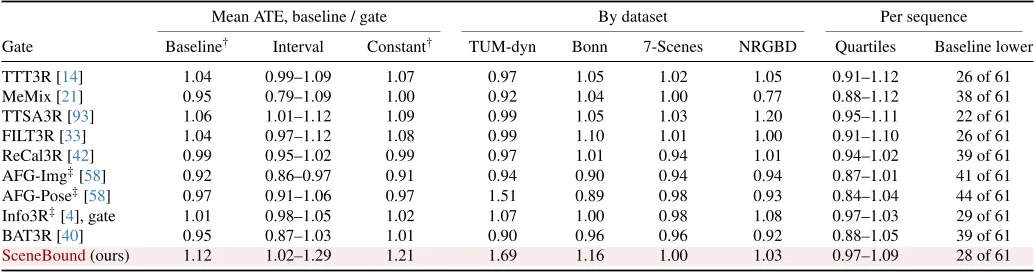 Mean ATE, baseline / gate By dataset Per sequence
Gate Baseline† Interval Constant† TUM-dyn Bonn 7-Scenes NRGBD Quartiles Baseline lower
TTT3R [14] 1.04 0.99–1.09 1.07 0.97 1.05 1.02 1.05 0.91–1.12 26 of 61
MeMix [21] 0.95 0.79–1.09 1.00 0.92 1.04 1.00 0.77 0.88–1.12 38 of 61
TTSA3R [93] 1.06 1.01–1.12 1.09 0.99 1.05 1.03 1.20 0.95–1.11 22 of 61
FILT3R [33] 1.04 0.97–1.12 1.08 0.99 1.10 1.01 1.00 0.91–1.10 26 of 61
ReCal3R [42] 0.99 0.95–1.02 0.99 0.97 1.01 0.94 1.01 0.94–1.02 39 of 61
AFG-Img‡ [58] 0.92 0.86–0.97 0.91 0.94 0.90 0.94 0.94 0.87–1.01 41 of 61
AFG-Pose‡ [58] 0.97 0.91–1.06 0.97 1.51 0.89 0.98 0.93 0.84–1.04 44 of 61
Info3R‡ [4], gate 1.01 0.98–1.05 1.02 1.07 1.00 0.98 1.08 0.97–1.03 29 of 61
BAT3R [40] 0.95 0.87–1.03 1.01 0.90 0.96 0.96 0.92 0.88–1.05 39 of 61
SceneBound (ours) 1.12 1.02–1.29 1.21 1.69 1.16 1.00 1.03 0.97–1.09 28 of 61